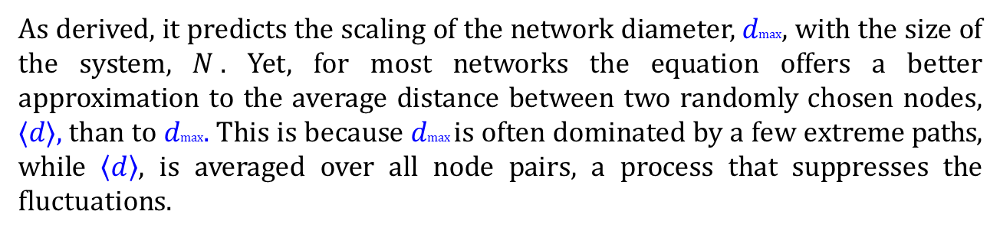 As derived, it predicts the scaling of the network diameter, dmax, with the size of
the system, N . Yet, for most networks the equation offers a better
approximation to the average distance between two randomly chosen nodes,
⟨d⟩, than to dmax. This is because dmax is often dominated by a few extreme paths,
while ⟨d⟩, is averaged over all node pairs, a process that suppresses the
fluctuations.